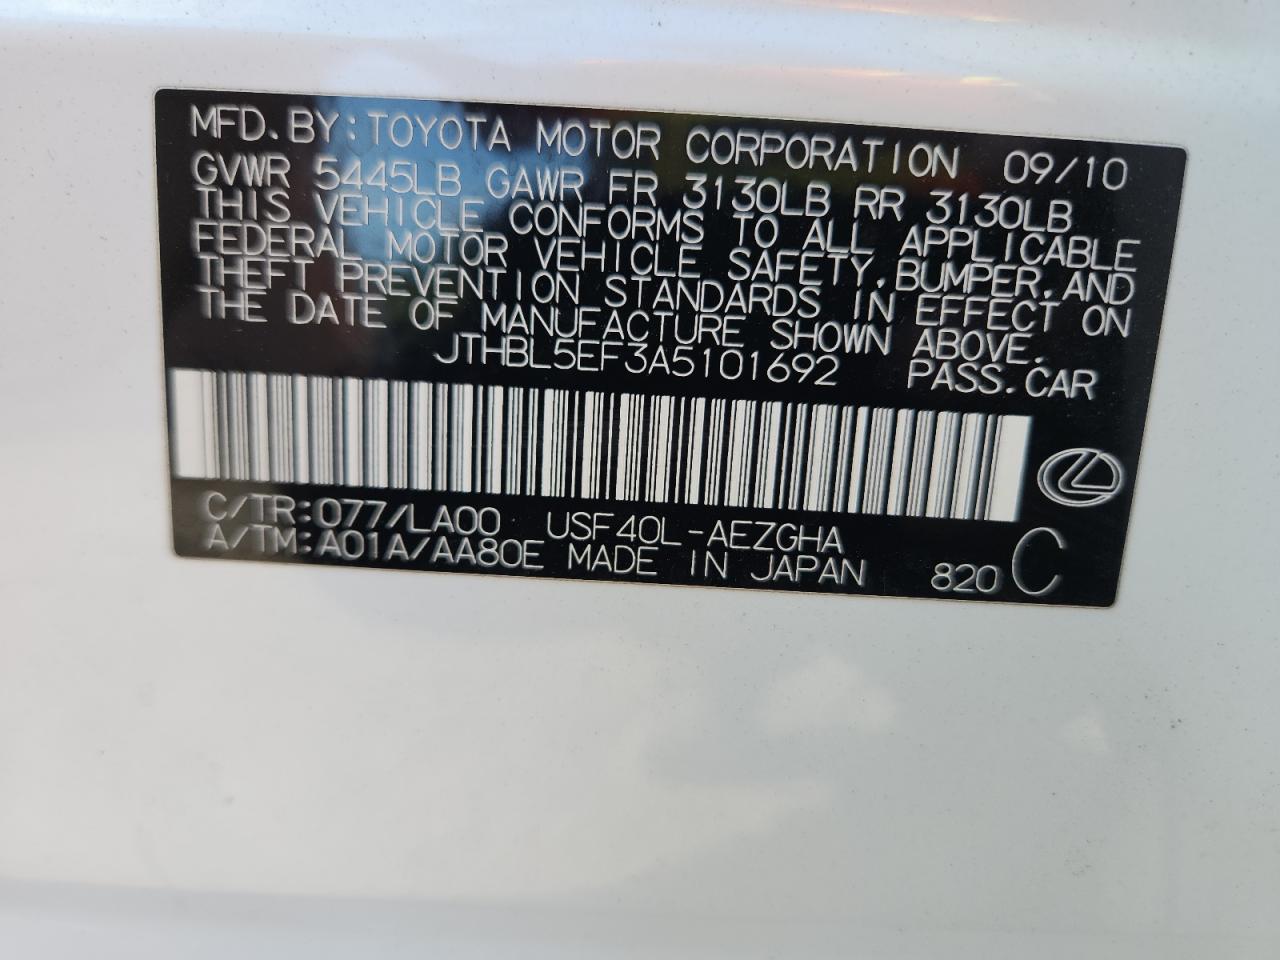 MFD.BY:TOYOTA MOTOR CORPORATION 09/10
GVWR 5445LB GAWR FR 3130LB RR 3130LB
THIS VEHICLE CONFORMS TO ALL APPLICABLE
FEDERAL MOTOR VEHICLE SAFETY,BUMPER,AND
THEFT PREVENTION STANDARDS IN EFFECT ON
THE DATE OF MANUFACTURE SHOWN ABOVE.
JTHBL5EF3A5101692 PASS.CAR
C/TR:077/LA00 USF40L-AEZGHA
A/TM:A01A/AA80E MADE IN JAPAN 820 C